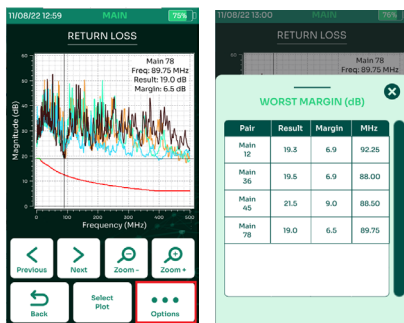 11/08/22 12:59 MAIN 75%
RETURN LOSS
Main 78
Freq: 89.75 MHz
Result: 19.0 dB
Margin: 6.5 dB
Magnitude (dB)
60
50
40
30
20
10
0
0 100 200 300 400 500
Frequency (MHz)
Previous Next Zoom - Zoom +
Back Select Plot Options
11/08/22 13:00 MAIN 76%
RETURN LOSS
60
Main 78
Freq: 89.75 MHz
WORST MARGIN (dB)
Pair Result Margin MHz
Main 12 19.3 6.9 92.25
Main 36 19.6 6.9 88.00
Main 45 21.5 9.0 88.50
Main 78 19.0 6.5 89.75